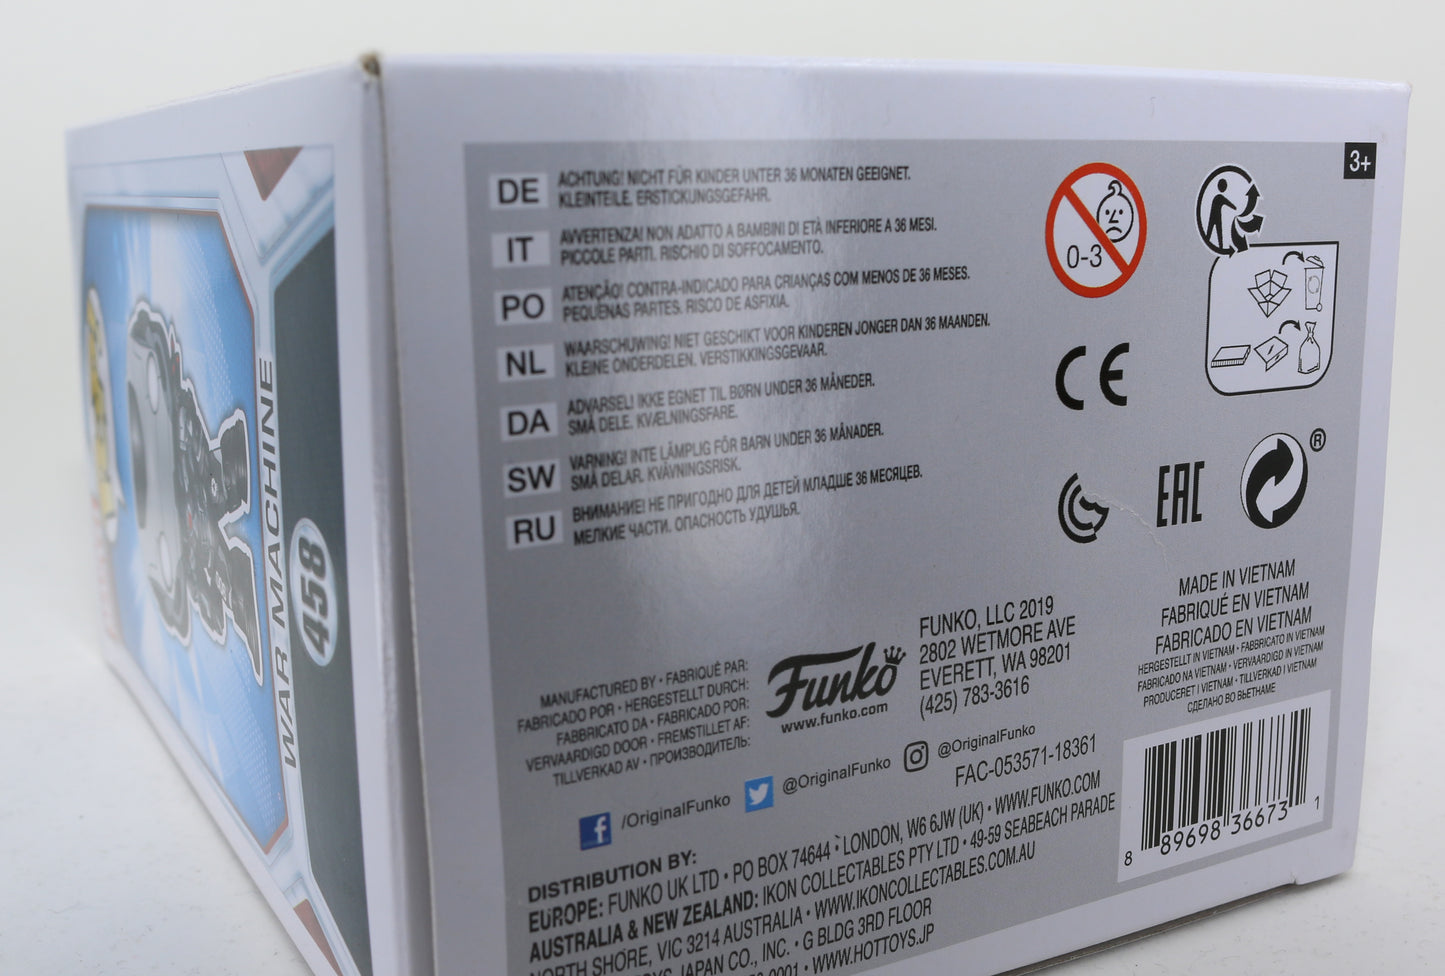 WAR MACHINE
458
3+
DE
ACHTUNG! NICHT FÜR KINDER UNTER 36 MONATEN GEEIGNET.
KLEINTEILE. ERSTICKUNGSGEFAHR.
IT
AVVERTENZA! NON ADATTO A BAMBINI DI ETÀ INFERIORE A 36 MESI.
PICCOLE PARTI. RISCHIO DI SOFFOCAMENTO.
PO
ATENÇÃO! CONTRA-INDICADO PARA CRIANÇAS COM MENOS DE 36 MESES.
PEQUENAS PARTES. RISCO DE ASFIXIA.
NL
WAARSCHUWING! NIET GESCHIKT VOOR KINDEREN JONGER DAN 36 MAANDEN.
KLEINE ONDERDELEN. VERSTIKKINGSGEVAAR.
DA
ADVARSEL! IKKE EGNET TIL BØRN UNDER 36 MÅNEDER.
SMÅ DELE. KVÆLNINGSFARE.
SW
VARNING! INTE LÄMPLIG FÖR BARN UNDER 36 MÅNADER.
SMÅ DELAR. KVÄVNINGSRISK.
RU
ВНИМАНИЕ! НЕ ПРИГОДНО ДЛЯ ДЕТЕЙ МЛАДШЕ 36 МЕСЯЦЕВ.
МЕЛКИЕ ЧАСТИ. ОПАСНОСТЬ УДУШЬЯ.
0-3
CE
EAC
®
MADE IN VIETNAM
FABRIQUÉ EN VIETNAM
FABRICADO EN VIETNAM
HERGESTELLT IN VIETNAM • FABBRICATO IN VIETNAM
FABRICADO NA VIETNAM • VERVAARDIGD IN VIETNAM
PRODUCERET I VIETNAM • TILLVERKAD I VIETNAM
СДЕЛАНО ВО ВЬЕТНАМЕ
MANUFACTURED BY • FABRIQUÉ PAR:
FABRICADO POR • HERGESTELLT DURCH:
FABBRICATO DA • FABRICADO POR:
VERVAARDIGD DOOR • FREMSTILLET AF:
TILLVERKAD AV • ПРОИЗВОДИТЕЛЬ:
Funko
www.funko.com
FUNKO, LLC 2019
2802 WETMORE AVE
EVERETT, WA 98201
(425) 783-3616
/OriginalFunko
@OriginalFunko
@OriginalFunko
FAC-053571-18361
8 89698 36673 1
DISTRIBUTION BY:
EUROPE: FUNKO UK LTD • PO BOX 74644 • LONDON, W6 6JW (UK) • WWW.FUNKO.COM
AUSTRALIA & NEW ZEALAND: IKON COLLECTABLES PTY LTD • 49-59 SEABEACH PARADE
NORTH SHORE, VIC 3214 AUSTRALIA • WWW.IKONCOLLECTABLES.COM.AU
JAPAN CO., INC. • G BLDG 3RD FLOOR
WWW.HOTTOYS.JP